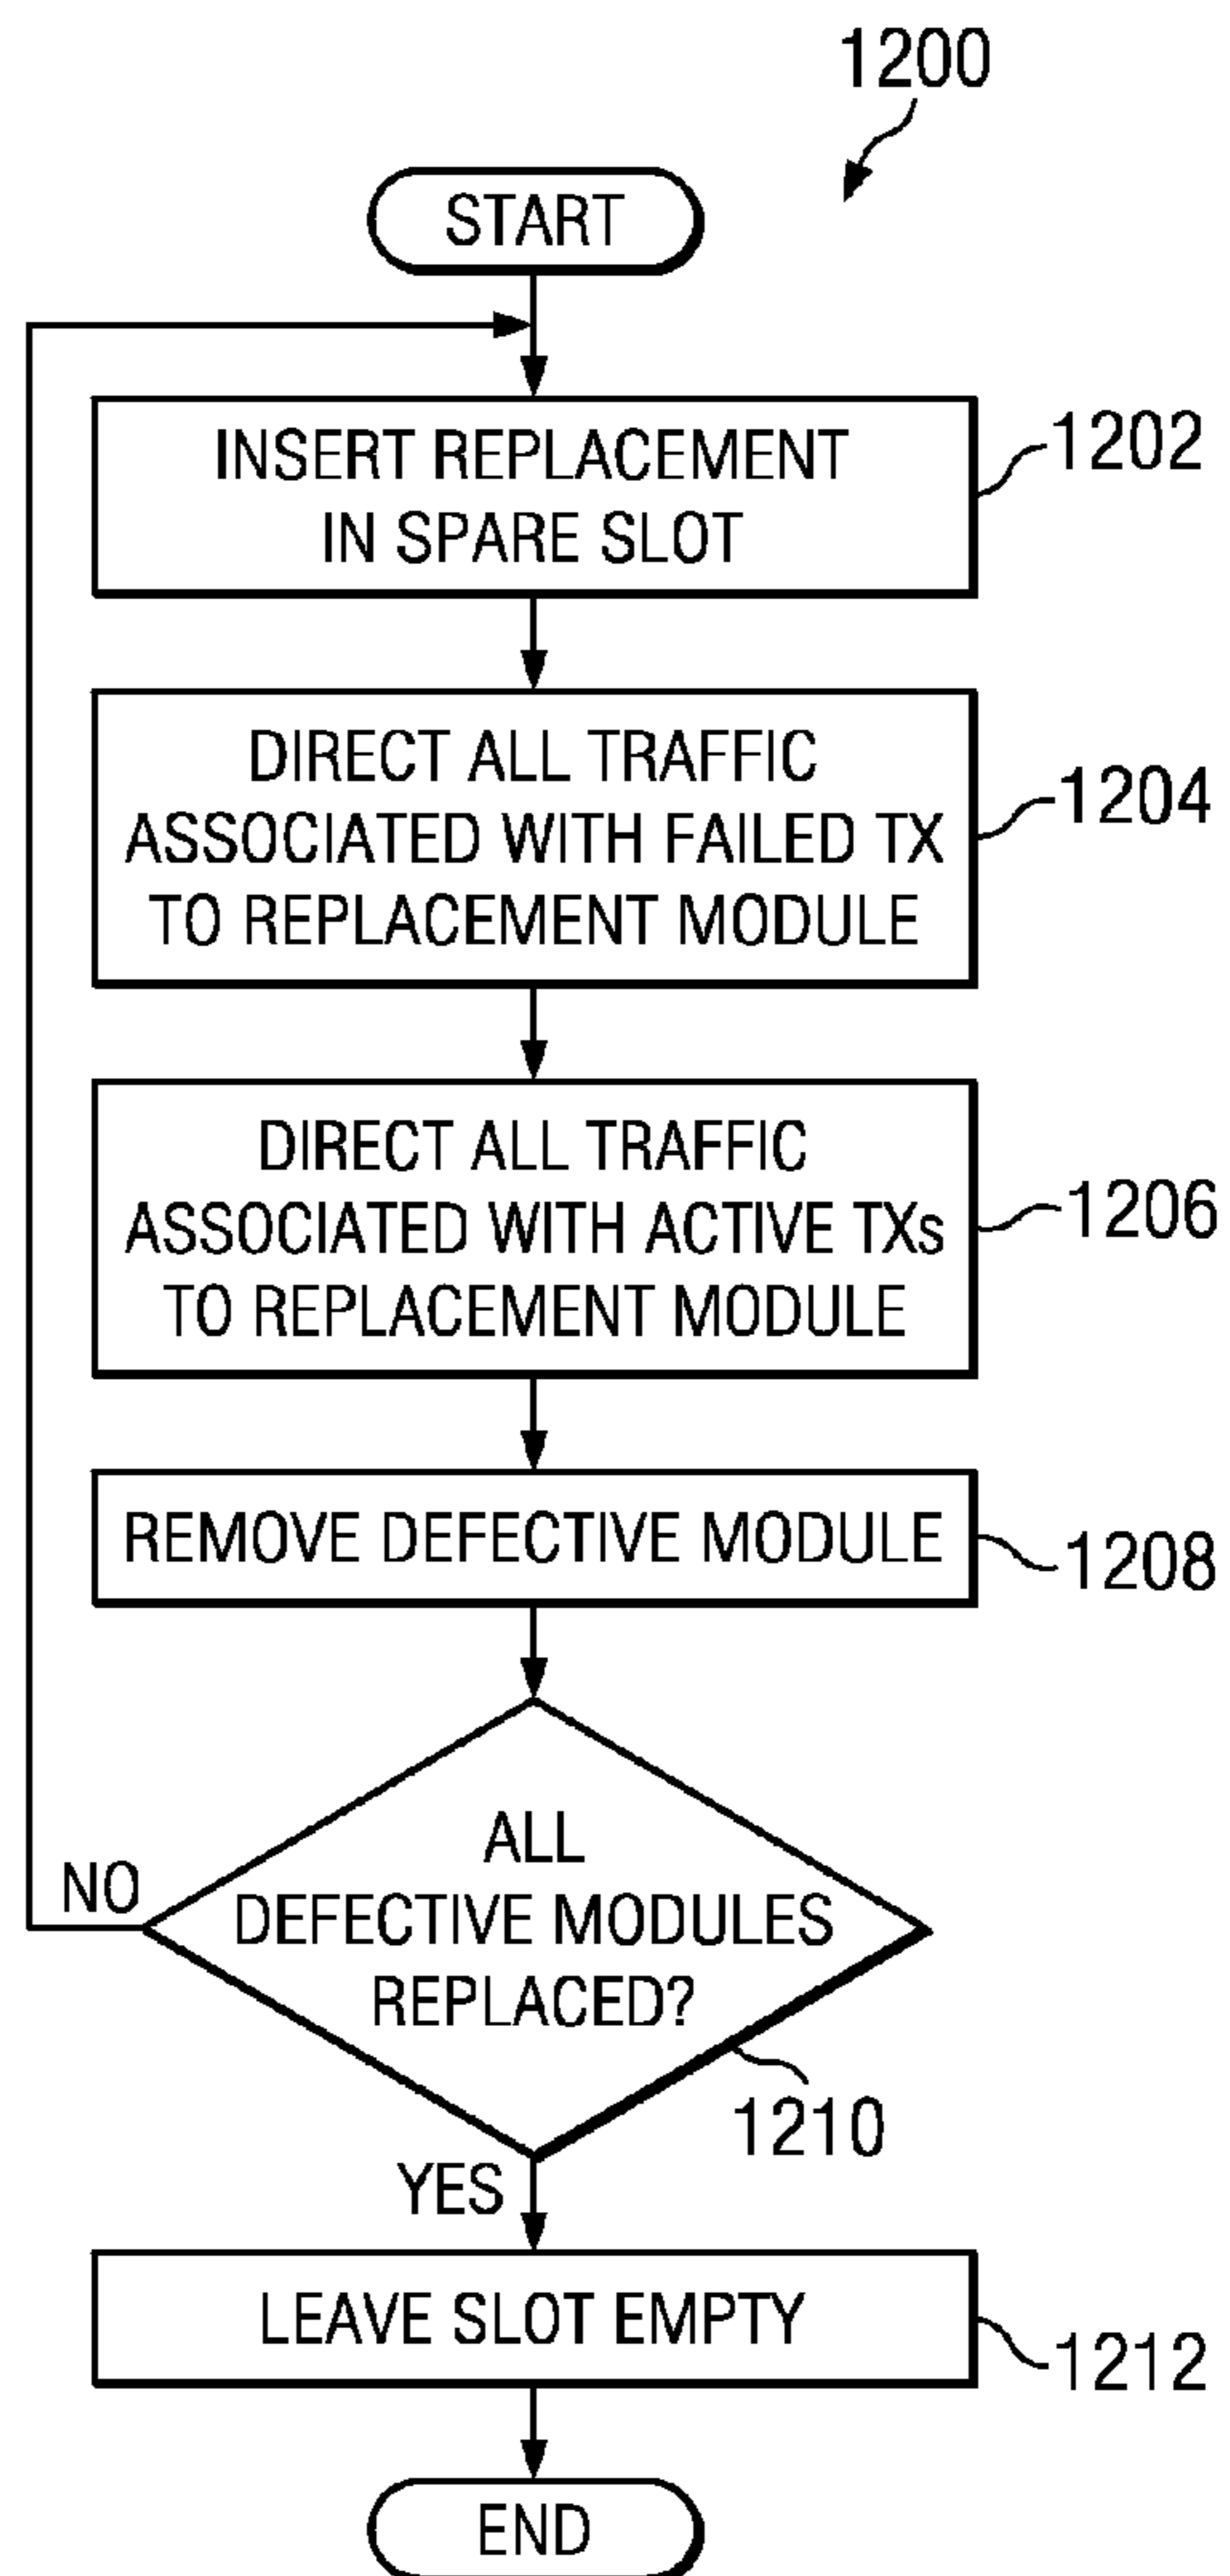 1200
START
INSERT REPLACEMENT
IN SPARE SLOT
1202
DIRECT ALL TRAFFIC
ASSOCIATED WITH FAILED TX
TO REPLACEMENT MODULE
1204
DIRECT ALL TRAFFIC
ASSOCIATED WITH ACTIVE TXs
TO REPLACEMENT MODULE
1206
REMOVE DEFECTIVE MODULE
1208
ALL
DEFECTIVE MODULES
REPLACED?
NO
1210
YES
LEAVE SLOT EMPTY
1212
END